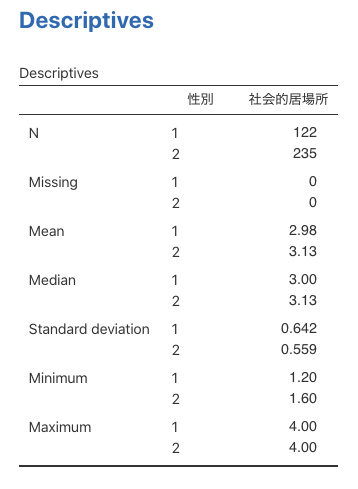 Descriptives
Descriptives
性別 社会的居場所
N 1 122
2 235
Missing 1 0
2 0
Mean 1 2.98
2 3.13
Median 1 3.00
2 3.13
Standard deviation 1 0.642
2 0.559
Minimum 1 1.20
2 1.60
Maximum 1 4.00
2 4.00